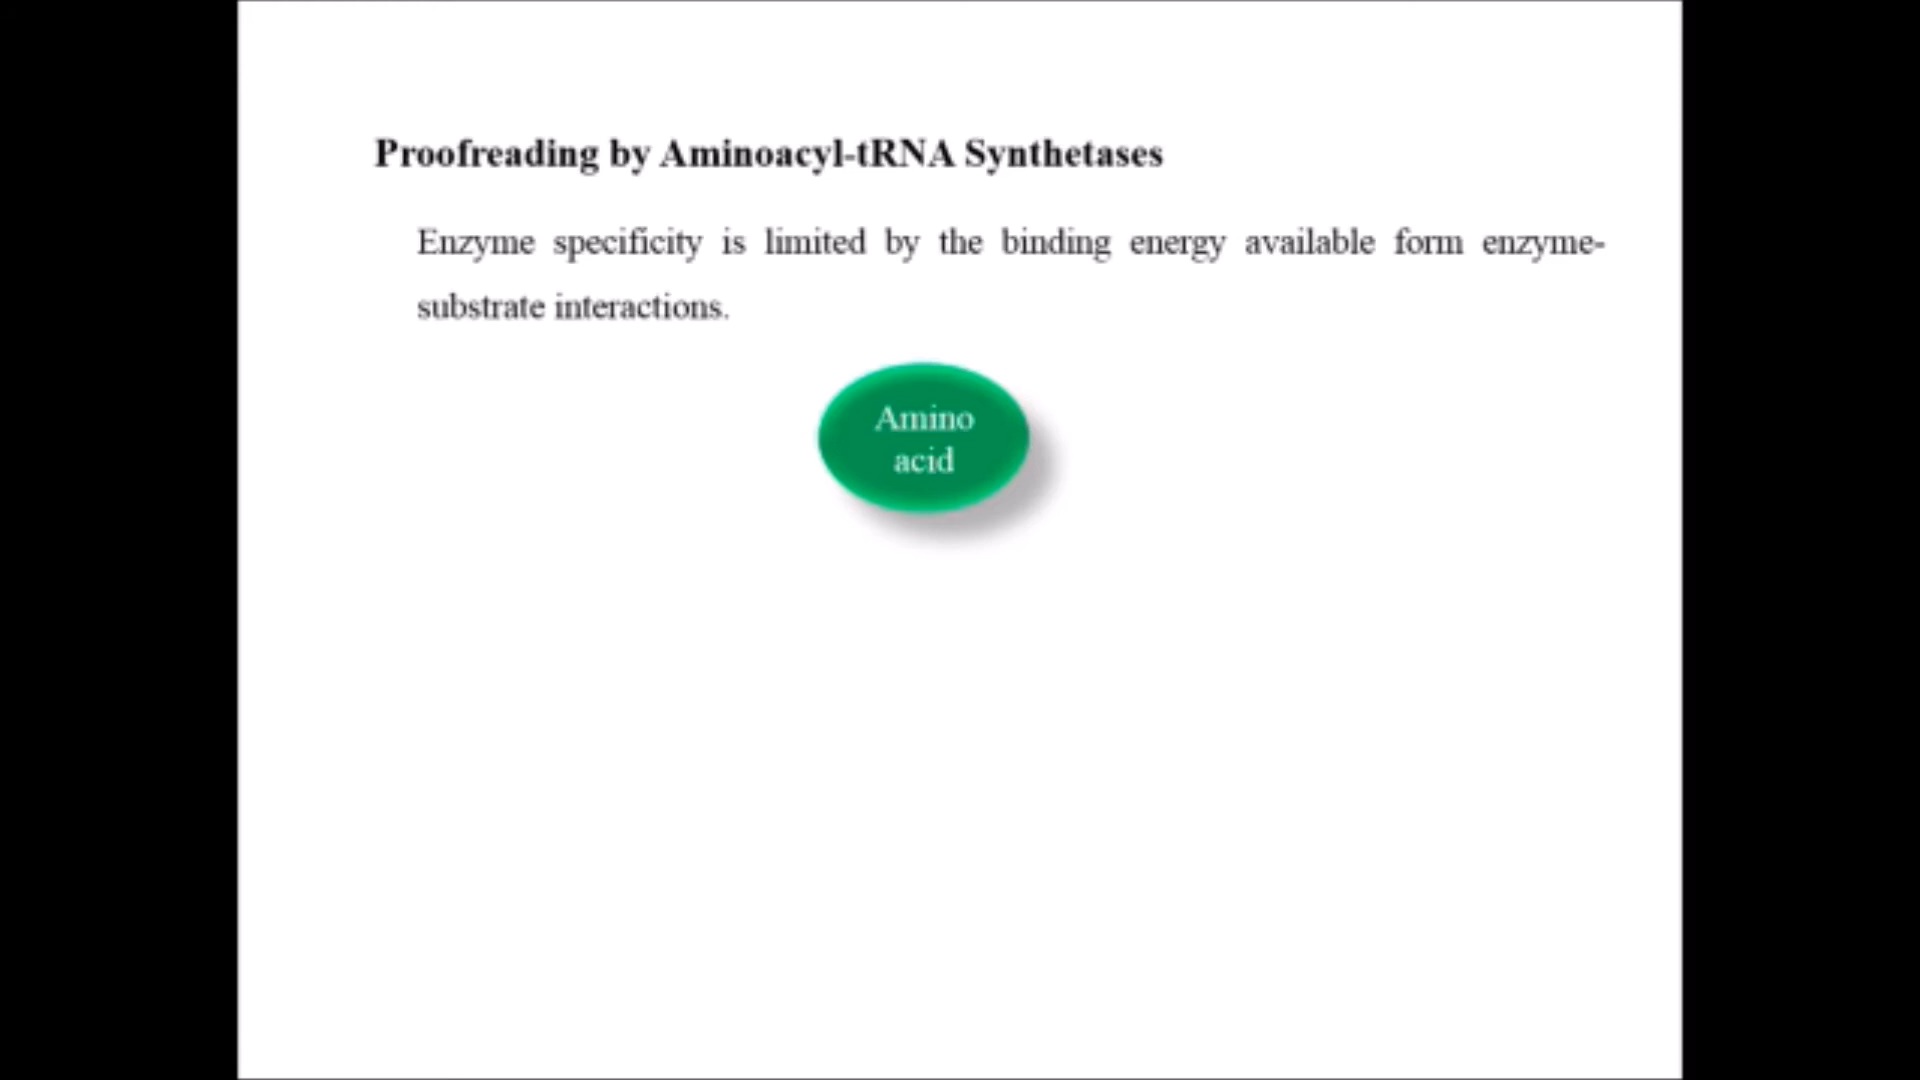 Proofreading by Aminoacyl-tRNA Synthetases
Enzyme specificity is limited by the binding energy available form enzyme-
substrate interactions.
Amino
acid